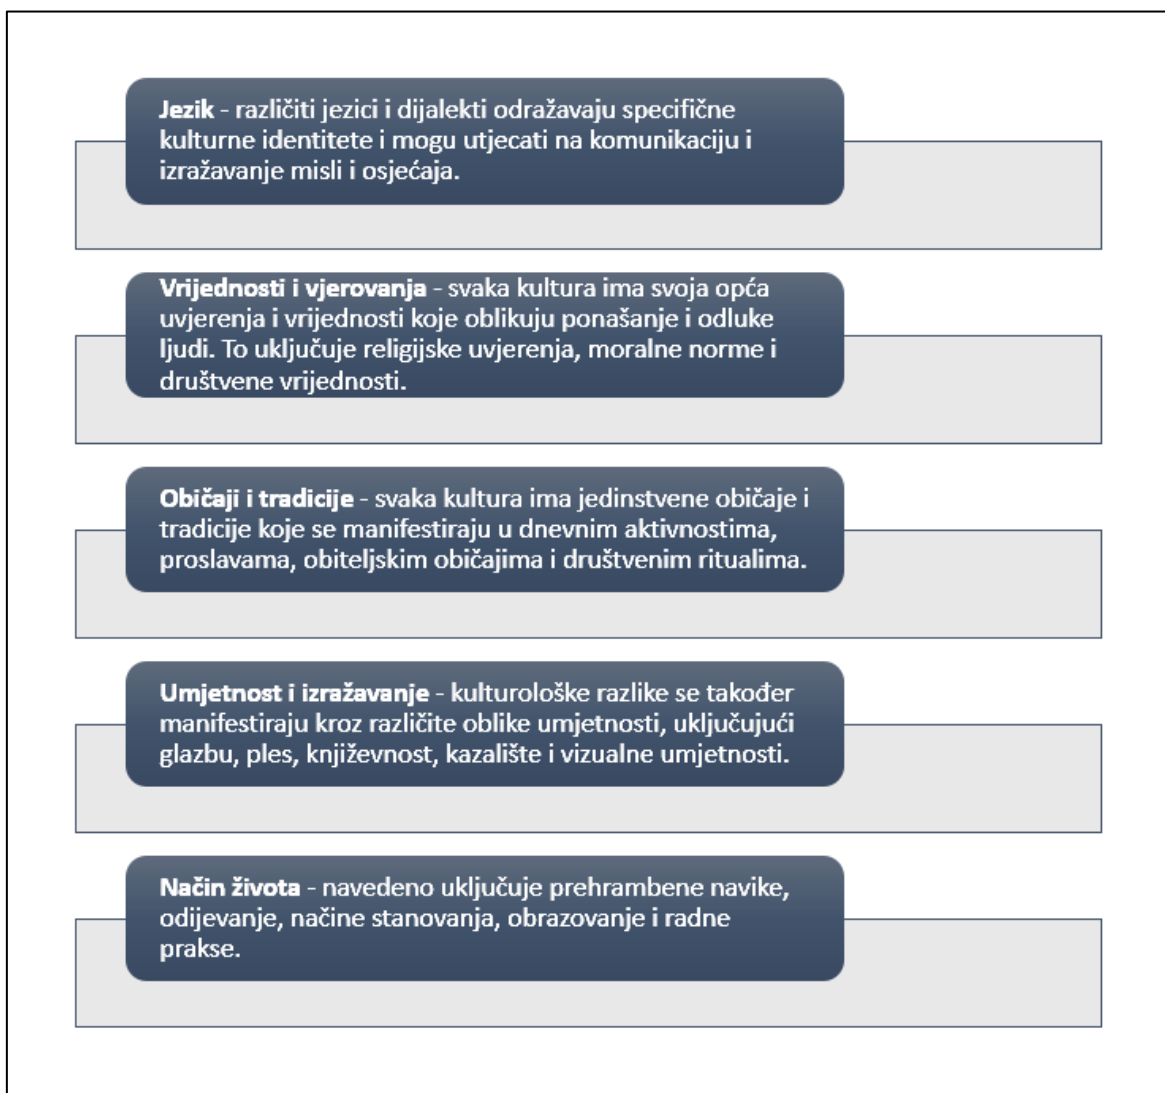 Jezik - različiti jezici i dijalekti odražavaju specifične
kulturne identitete i mogu utjecati na komunikaciju i
izražavanje misli i osjećaja.
Vrijednosti i vjerovanja - svaka kultura ima svoja opća
uvjerenja i vrijednosti koje oblikuju ponašanje i odluke
ljudi. To uključuje religijske uvjerenja, moralne norme i
društvene vrijednosti.
Običaji i tradicije - svaka kultura ima jedinstvene običaje i
tradicije koje se manifestiraju u dnevnim aktivnostima,
proslavama, obiteljskim običajima i društvenim ritualima.
Umjetnost i izražavanje - kulturološke razlike se također
manifestiraju kroz različite oblike umjetnosti, uključujući
glazbu, ples, književnost, kazalište i vizualne umjetnosti.
Način života - navedeno uključuje prehrambene navike,
odijevanje, načine stanovanja, obrazovanje i radne
prakse.